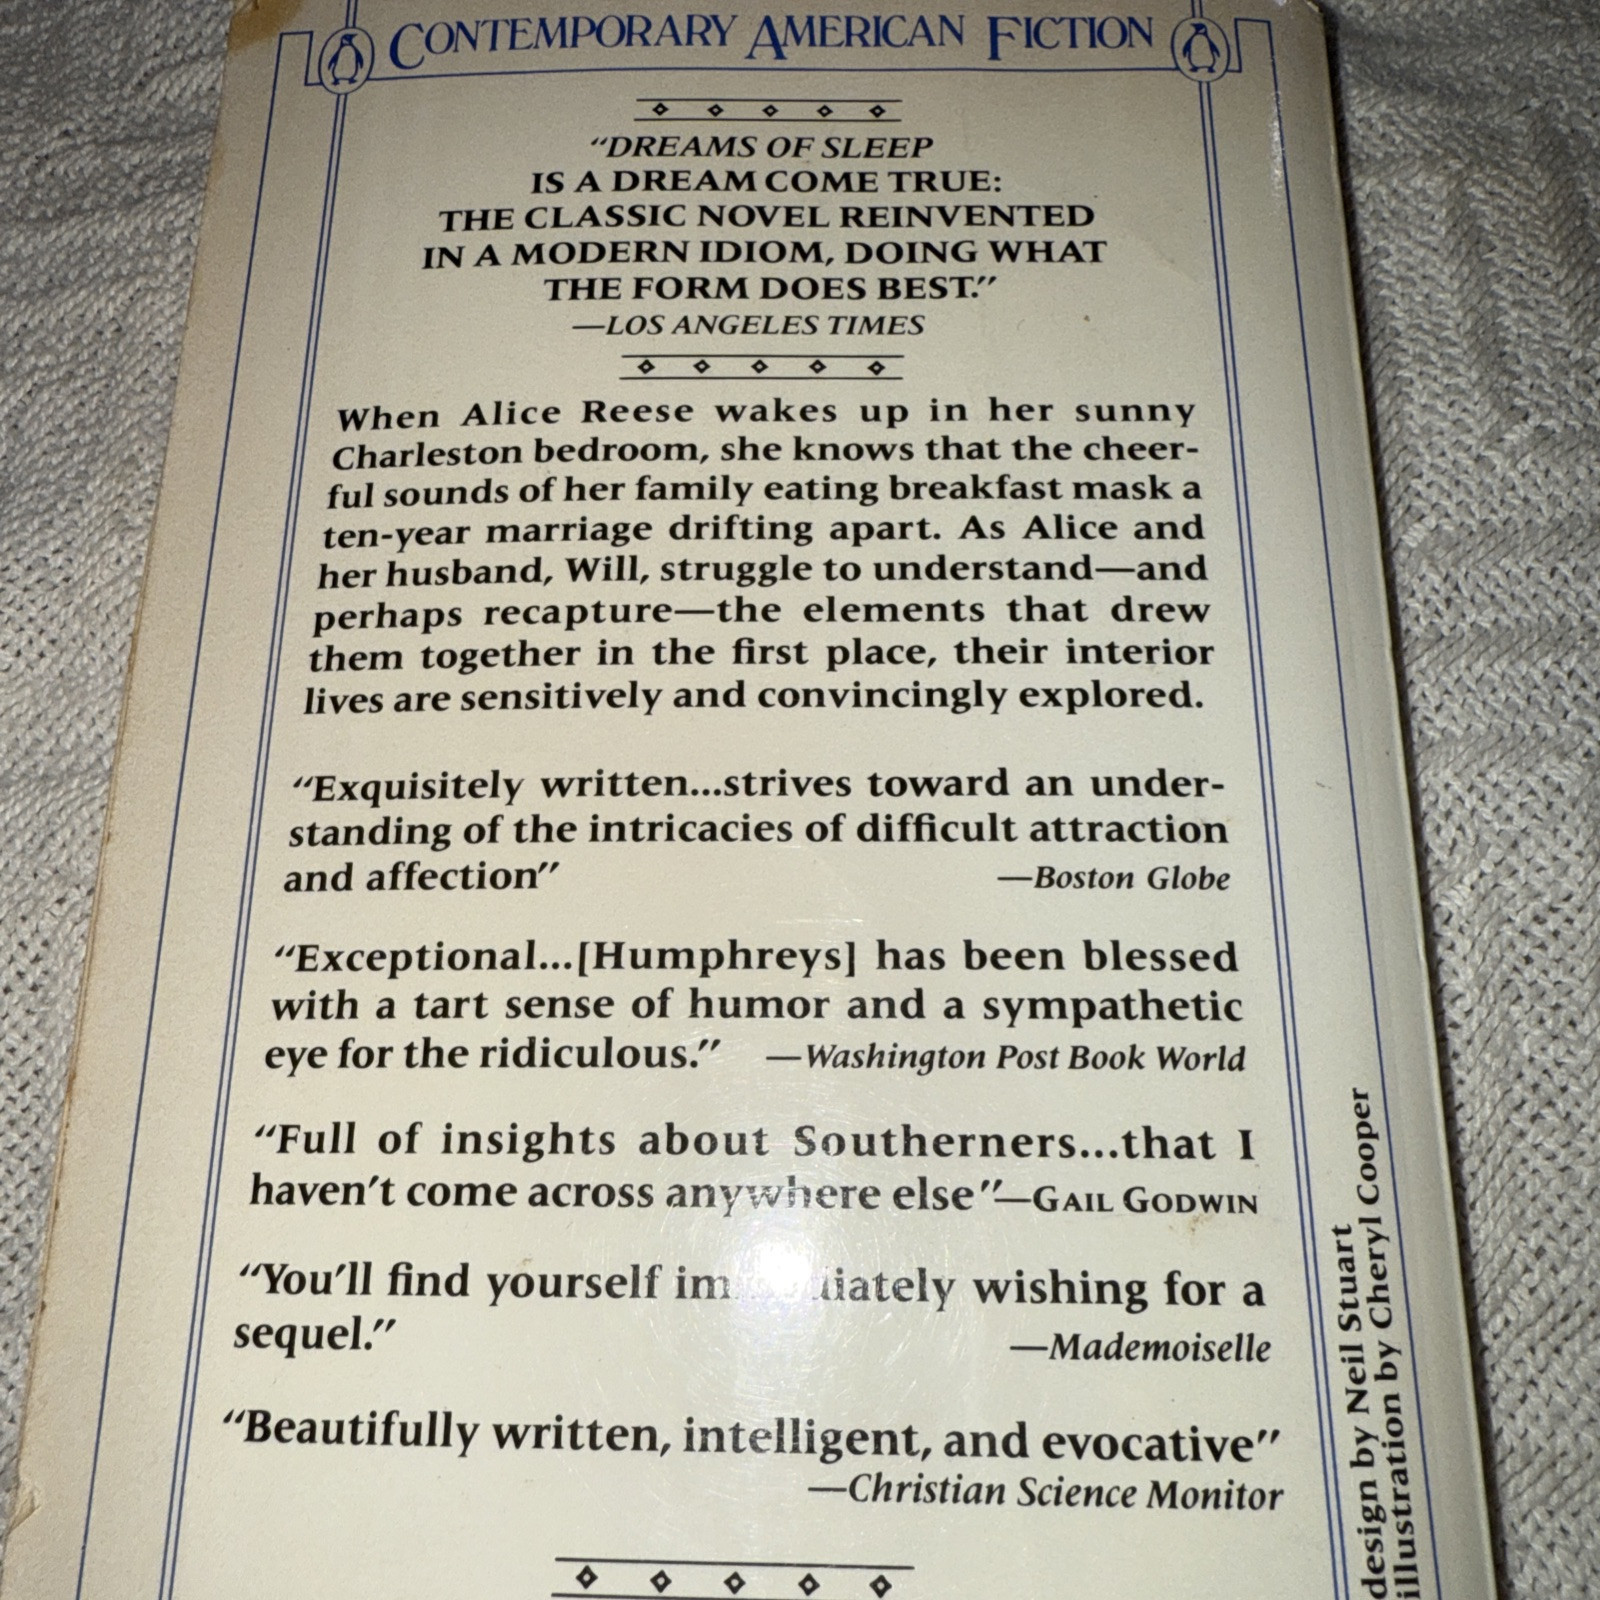 CONTEMPORARY AMERICAN FICTION
“DREAMS OF SLEEP
IS A DREAM COME TRUE:
THE CLASSIC NOVEL REINVENTED
IN A MODERN IDIOM, DOING WHAT
THE FORM DOES BEST.”
—LOS ANGELES TIMES
When Alice Reese wakes up in her sunny
Charleston bedroom, she knows that the cheer-
ful sounds of her family eating breakfast mask a
ten-year marriage drifting apart. As Alice and
her husband, Will, struggle to understand—and
perhaps recapture—the elements that drew
them together in the first place, their interior
lives are sensitively and convincingly explored.
“Exquisitely written...strives toward an under-
standing of the intricacies of difficult attraction
and affection” —Boston Globe
“Exceptional...[Humphreys] has been blessed
with a tart sense of humor and a sympathetic
eye for the ridiculous.” —Washington Post Book World
“Full of insights about Southerners...that I
haven’t come across anywhere else”—GAIL GODWIN
“You’ll find yourself wishing for a
sequel.” —Mademoiselle
“Beautifully written, intelligent, and evocative”
—Christian Science Monitor
design by Neil Stuart
illustration by Cheryl Cooper